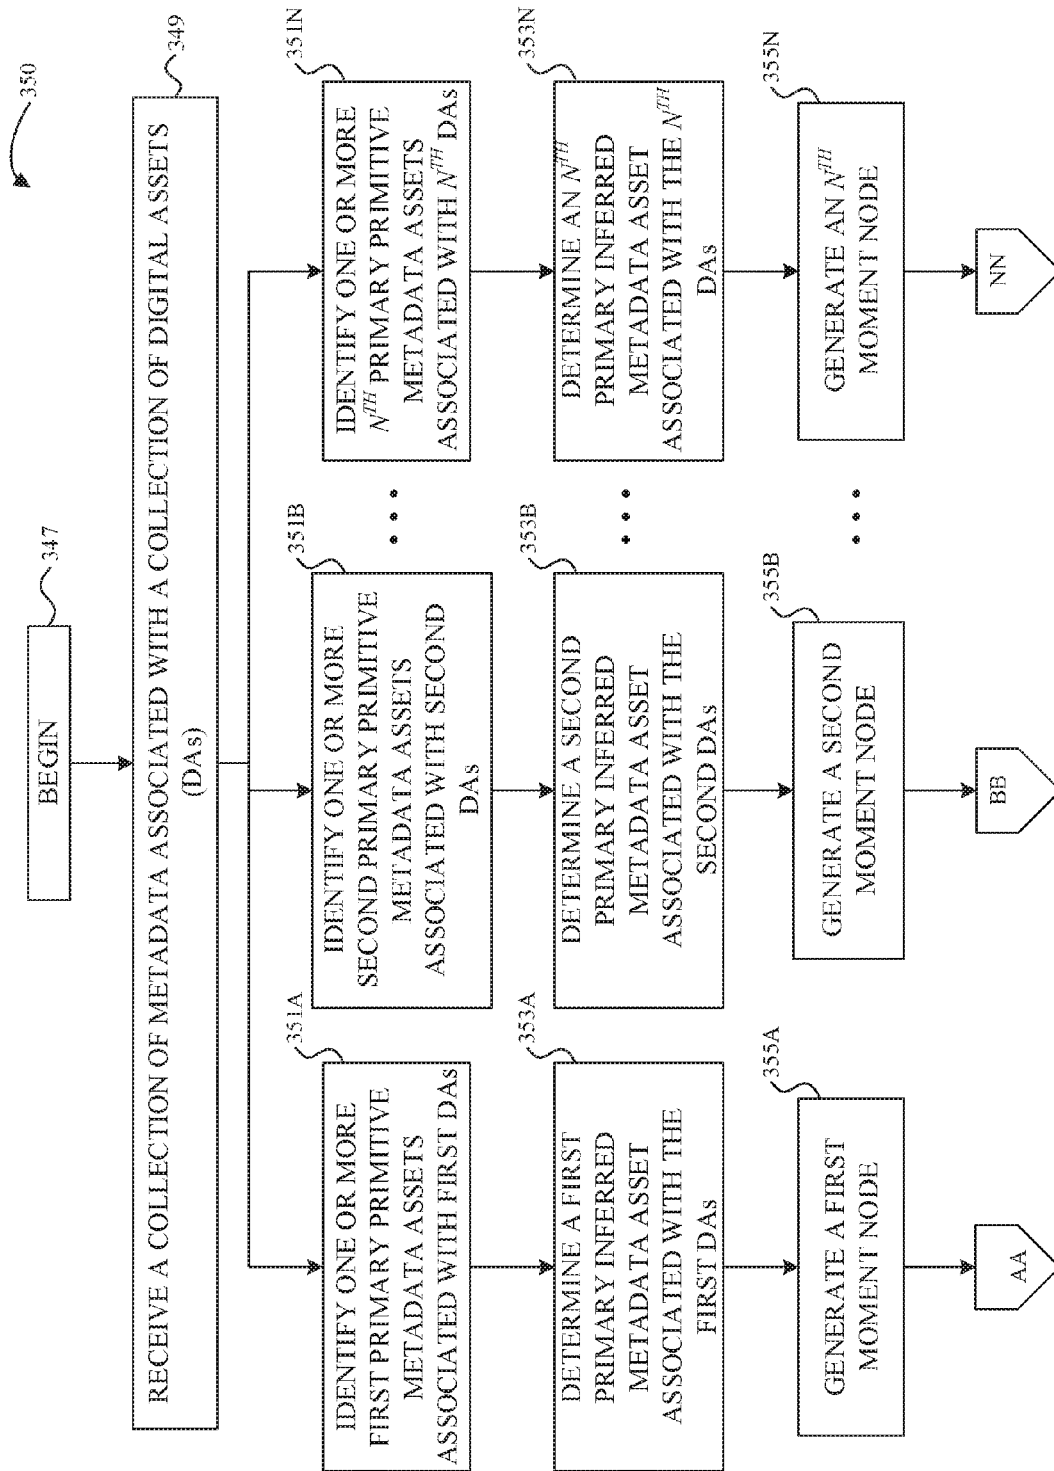 350
BEGIN
347
RECEIVE A COLLECTION OF METADATA ASSOCIATED WITH A COLLECTION OF DIGITAL ASSETS
(DAs)
349
IDENTIFY ONE OR MORE
FIRST PRIMARY PRIMITIVE
METADATA ASSETS
ASSOCIATED WITH FIRST DAs
351A
IDENTIFY ONE OR MORE
SECOND PRIMARY PRIMITIVE
METADATA ASSETS
ASSOCIATED WITH SECOND
DAs
351B
• • •
IDENTIFY ONE OR MORE
NTH PRIMARY PRIMITIVE
METADATA ASSETS
ASSOCIATED WITH NTH DAs
351N
DETERMINE A FIRST
PRIMARY INFERRED
METADATA ASSET
ASSOCIATED WITH THE
FIRST DAs
353A
DETERMINE A SECOND
PRIMARY INFERRED
METADATA ASSET
ASSOCIATED WITH THE
SECOND DAs
353B
• • •
DETERMINE AN NTH
PRIMARY INFERRED
METADATA ASSET
ASSOCIATED WITH THE NTH
DAs
353N
GENERATE A FIRST
MOMENT NODE
355A
GENERATE A SECOND
MOMENT NODE
355B
• • •
GENERATE AN NTH
MOMENT NODE
355N
AA
BB
NN